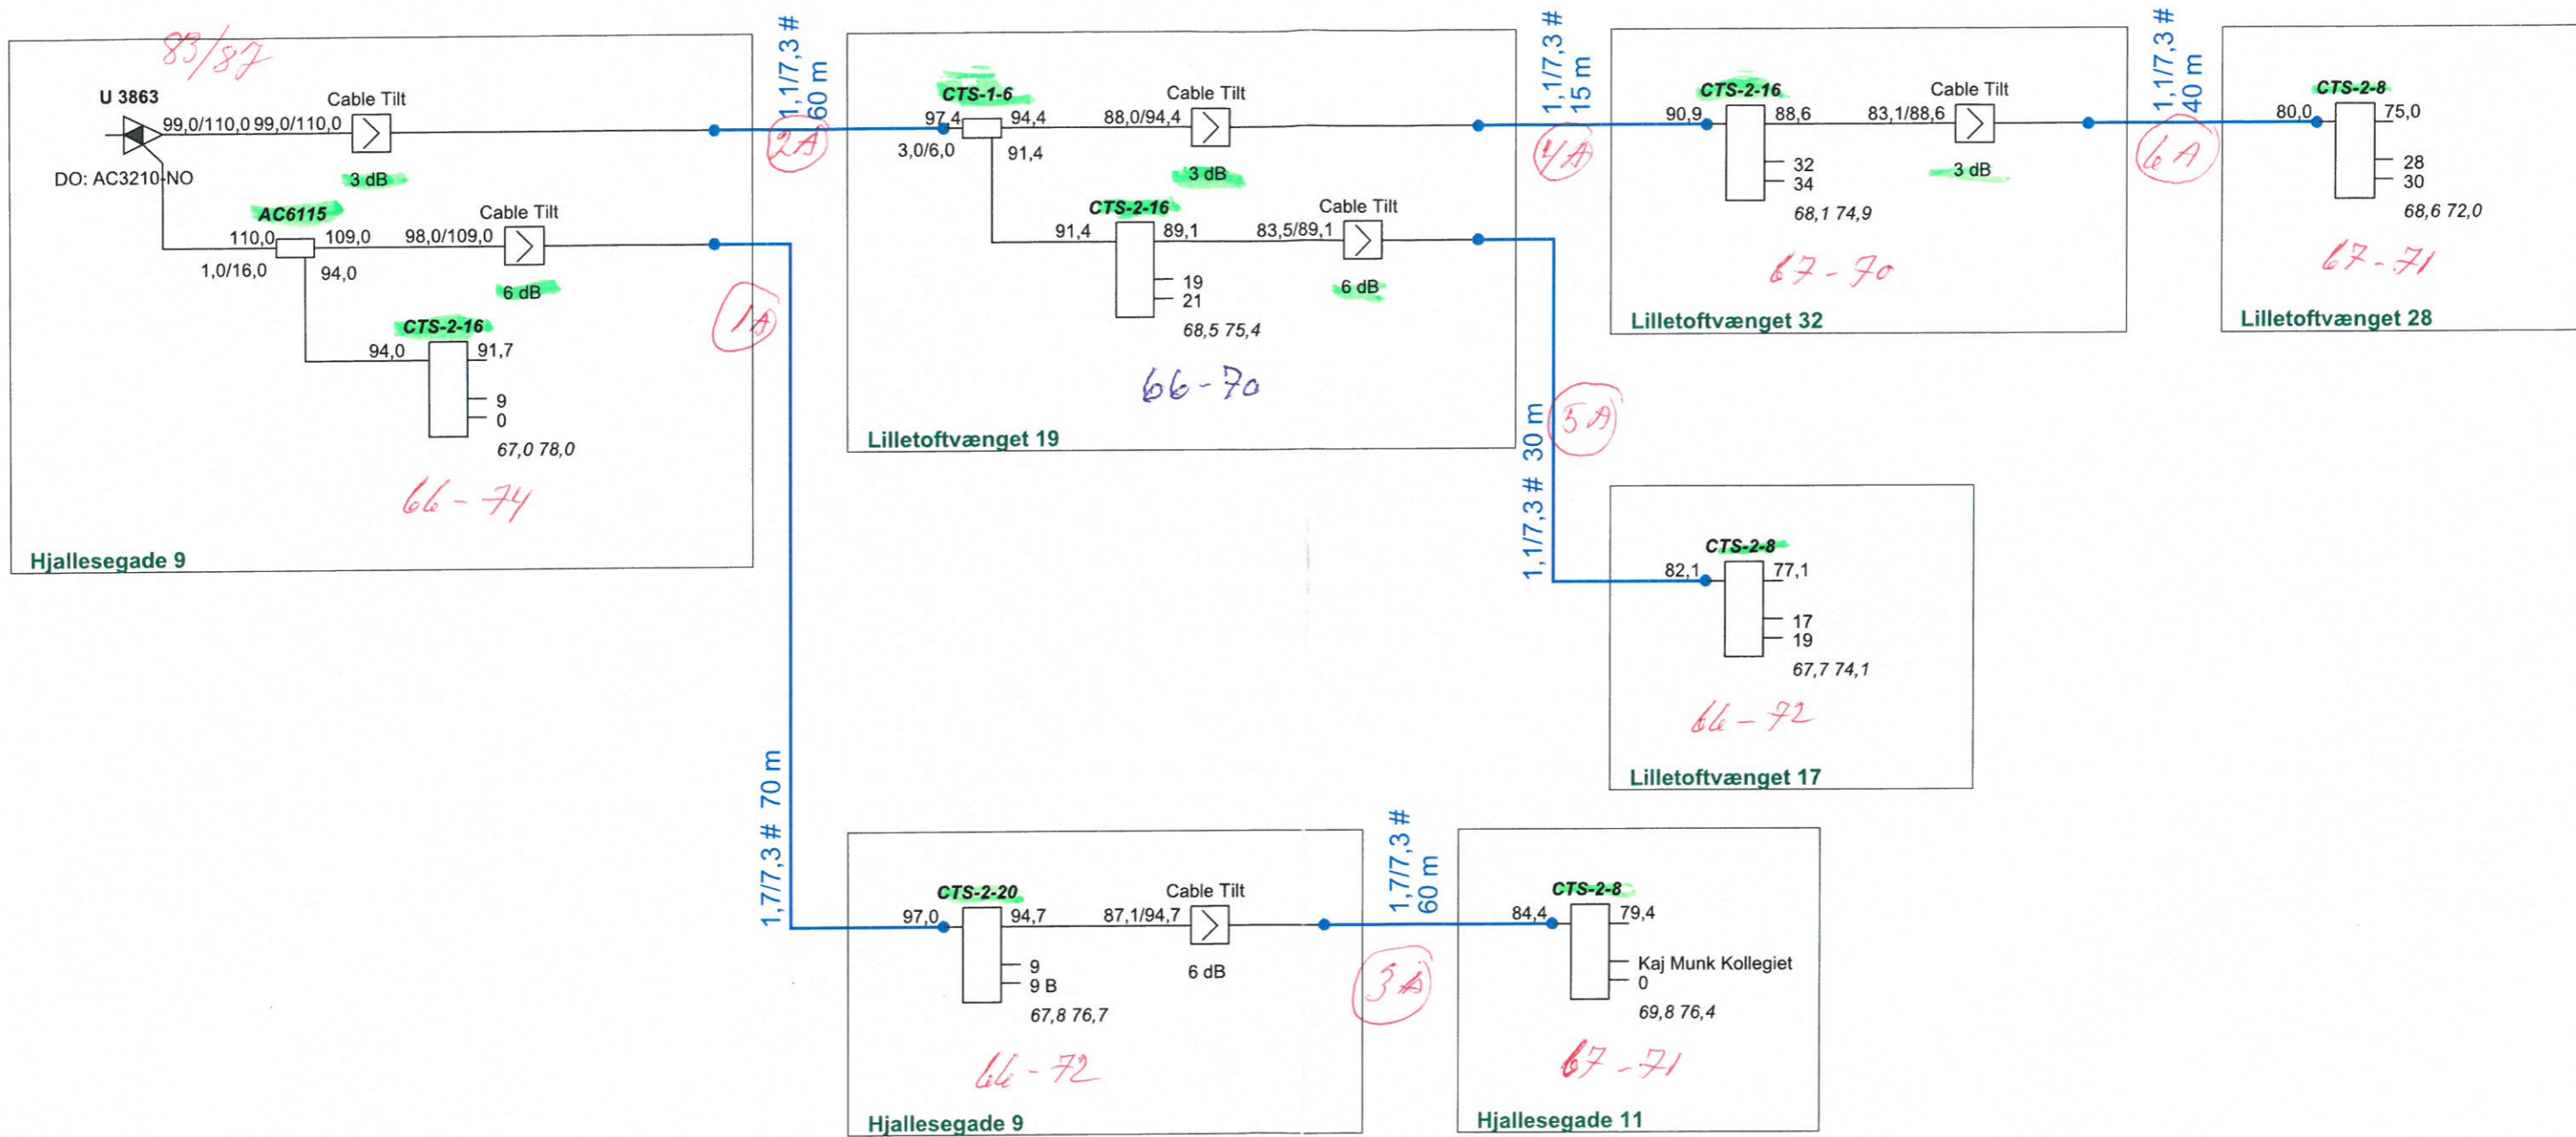 83/87
U 3863
99,0/110,0 99,0/110,0
Cable Tilt
3 dB
DO: AC3210-NO
AC6115
110,0
109,0
98,0/109,0
Cable Tilt
1,0/16,0
94,0
6 dB
CTS-2-16
94,0
91,7
9
0
67,0 78,0
66 - 74
Hjallesegade 9
1,1/7,3 #
60 m
2A
1A
1,7/7,3 # 70 m
CTS-1-6
97,4
94,4
88,0/94,4
Cable Tilt
3,0/6,0
91,4
3 dB
CTS-2-16
91,4
89,1
83,5/89,1
Cable Tilt
19
21
6 dB
68,5 75,4
66 - 70
Lilletoftvænget 19
1,1/7,3 #
15 m
4A
1,1/7,3 # 30 m
5A
CTS-2-16
90,9
88,6
83,1/88,6
Cable Tilt
32
34
3 dB
68,1 74,9
67 - 70
Lilletoftvænget 32
1,1/7,3 #
40 m
6A
CTS-2-8
80,0
75,0
28
30
68,6 72,0
67 - 71
Lilletoftvænget 28
CTS-2-8
82,1
77,1
17
19
67,7 74,1
66 - 72
Lilletoftvænget 17
CTS-2-20
97,0
94,7
87,1/94,7
Cable Tilt
9
9 B
6 dB
67,8 76,7
66 - 72
Hjallesegade 9
1,7/7,3 #
60 m
3A
CTS-2-8
84,4
79,4
Kaj Munk Kollegiet
0
69,8 76,4
67 - 71
Hjallesegade 11